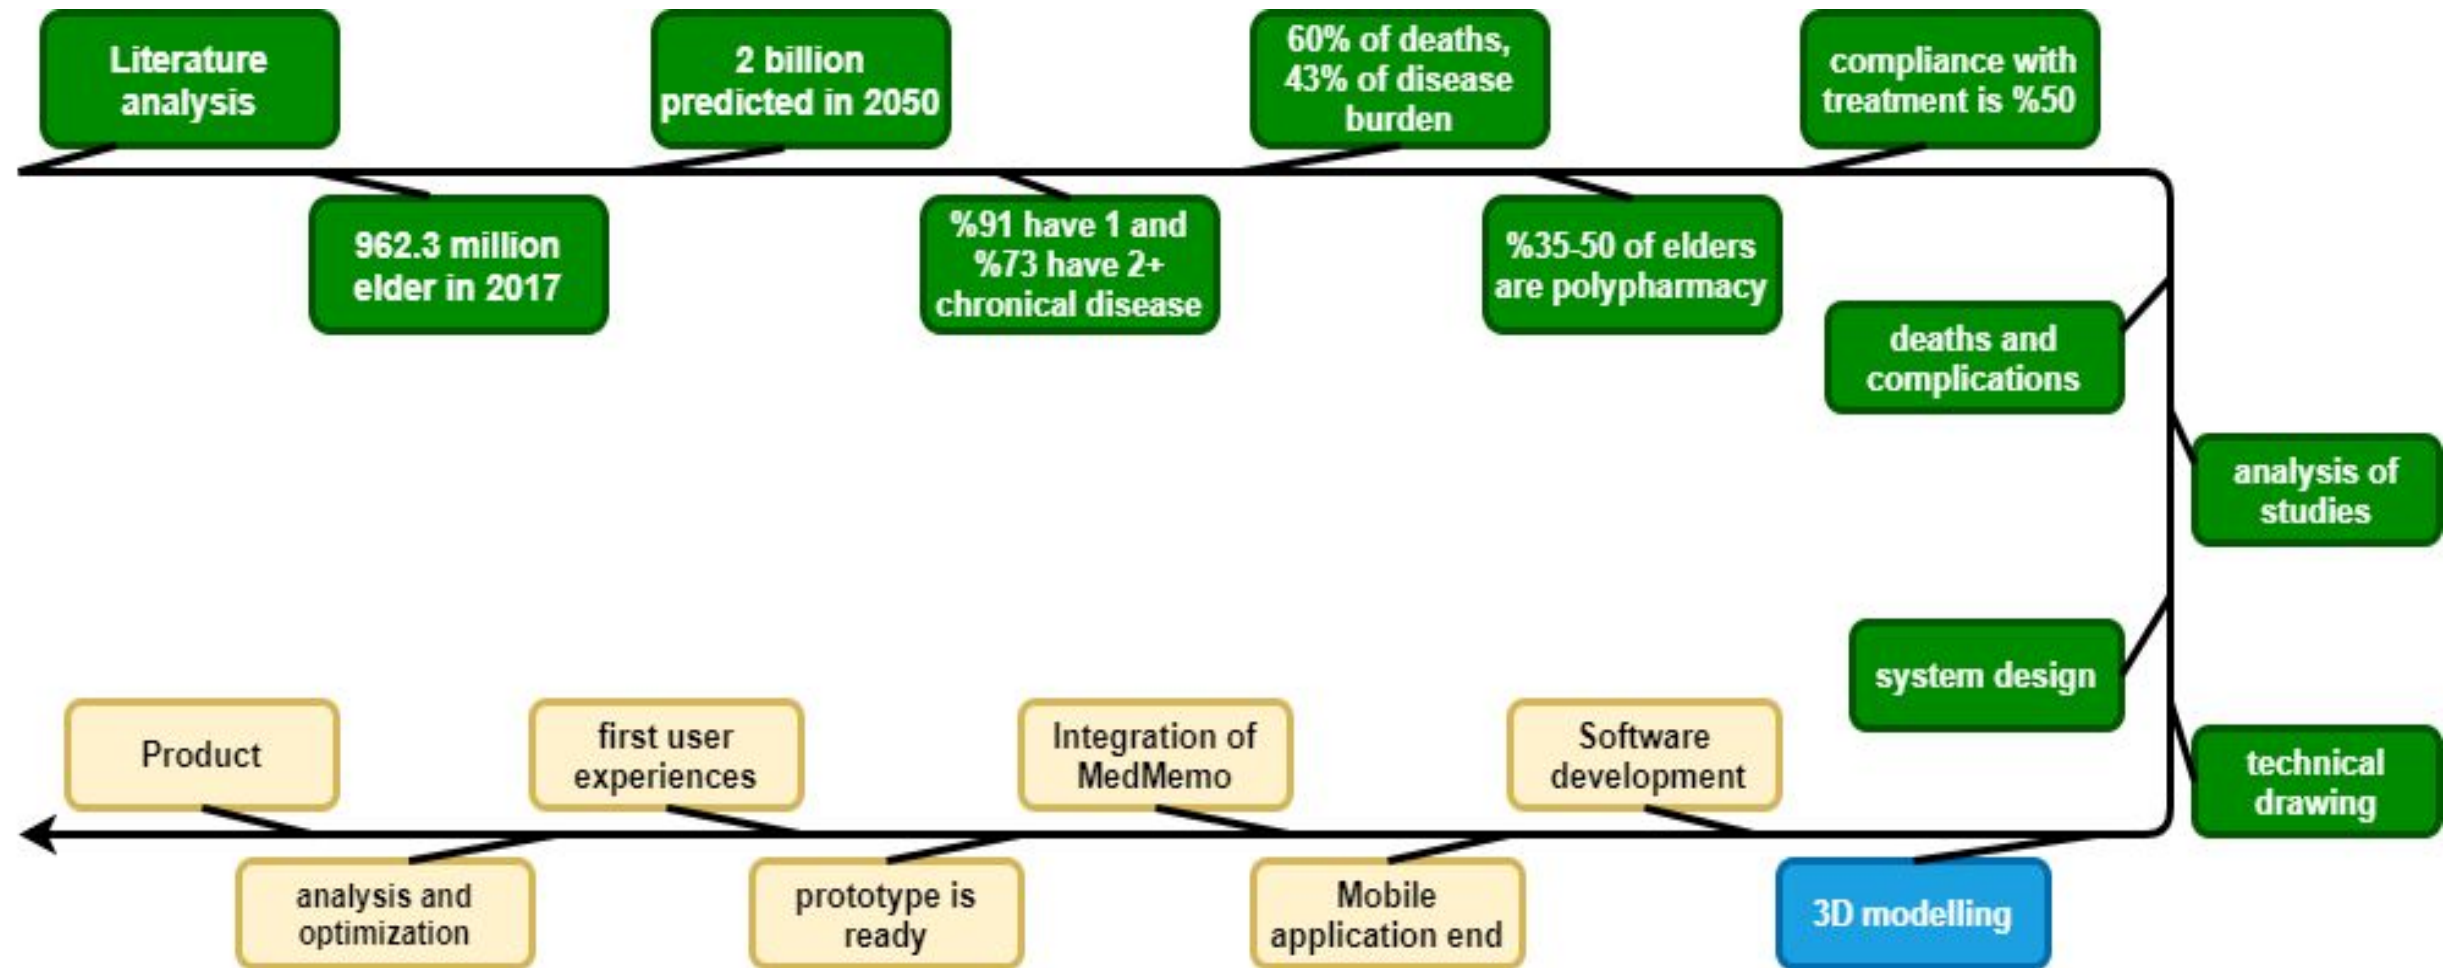 Literature
analysis
962.3 million
elder in 2017
2 billion
predicted in 2050
%91 have 1 and
%73 have 2+
chronical disease
60% of deaths,
43% of disease
burden
%35-50 of elders
are polypharmacy
compliance with
treatment is %50
deaths and
complications
analysis of
studies
system design
technical
drawing
3D modelling
Software
development
Mobile
application end
Integration of
MedMemo
prototype is
ready
first user
experiences
analysis and
optimization
Product